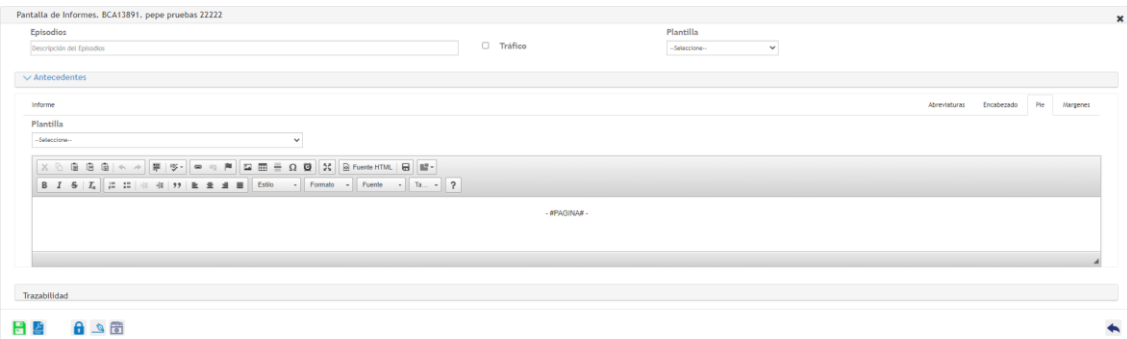 Pantalla de Informes, BCA13891, pepe pruebas 22222
Episodios
Plantilla
Descripción del Episodios
Tráfico
--Seleccione--
Antecedentes
Informe
Abreviaturas
Encabezado
Pie
Margenes
Plantilla
--Seleccione--
Fuente HTML
B I S Ix
Estilo
Formato
Fuente
Ta...
?
- #PAGINA# -
Trazabilidad